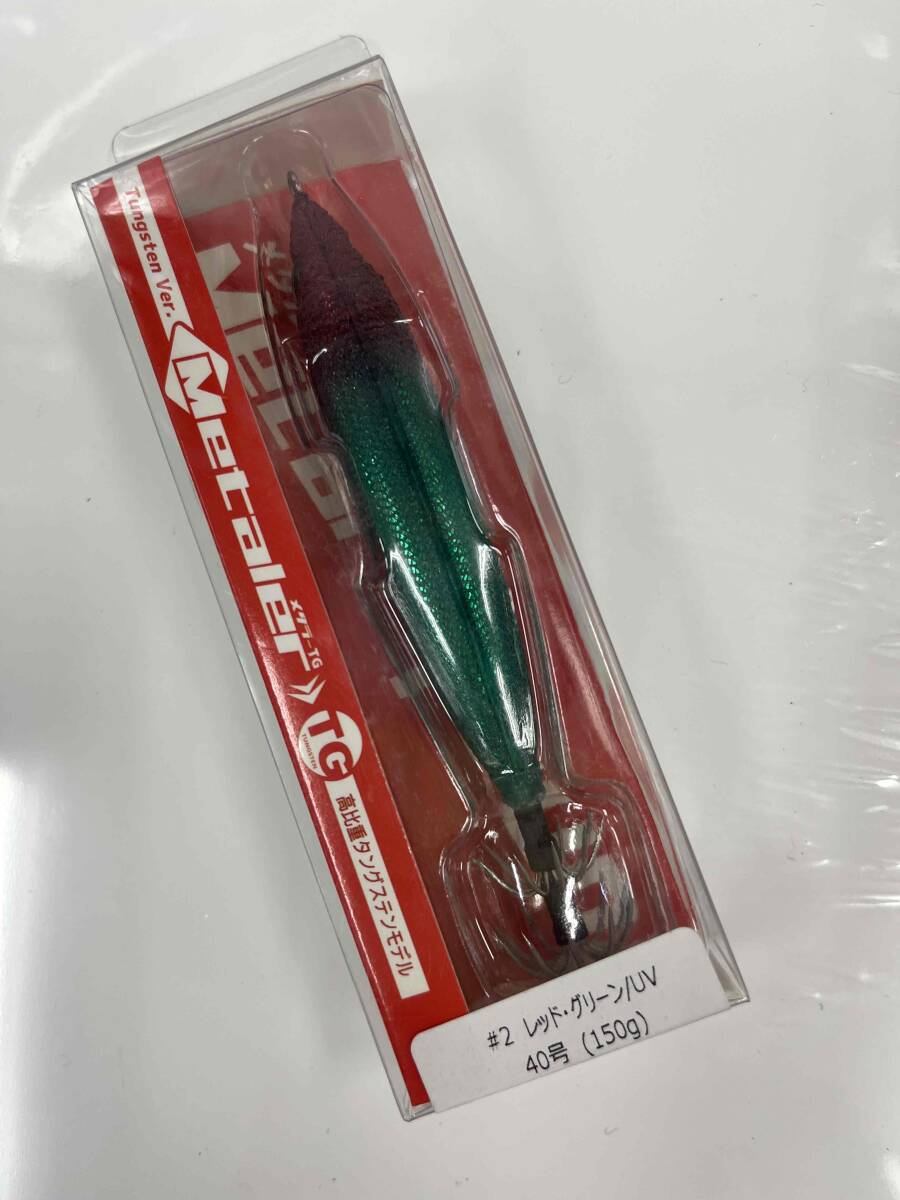 Tungsten Ver.
Metaler
メタラーTG
TG
TUNGSTEN
高比重タングステンモデル
#2 レッド・グリーン/UV
40号 (150g)